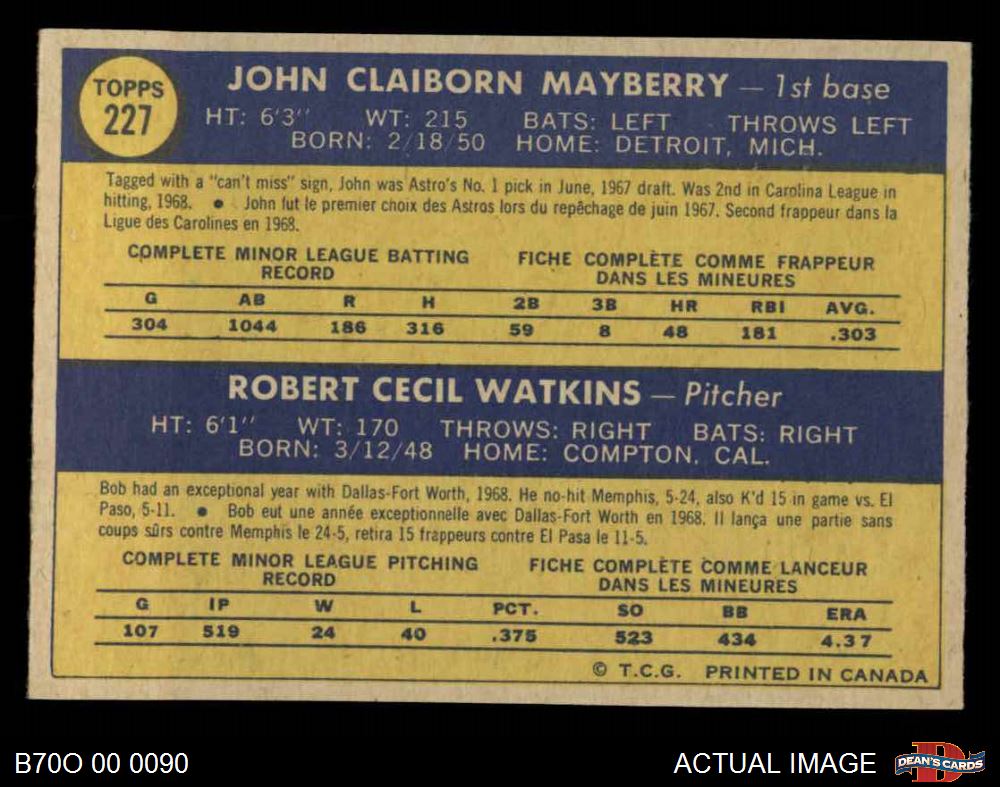 TOPPS
227
JOHN CLAIBORN MAYBERRY — 1st base
HT: 6'3'' WT: 215 BATS: LEFT THROWS LEFT
BORN: 2/18/50 HOME: DETROIT, MICH.
Tagged with a "can't miss" sign, John was Astro's No. 1 pick in June, 1967 draft. Was 2nd in Carolina League in
hitting, 1968. ● John fut le premier choix des Astros lors du repêchage de juin 1967. Second frappeur dans la
Ligue des Carolines en 1968.
COMPLETE MINOR LEAGUE BATTING RECORD FICHE COMPLÈTE COMME FRAPPEUR DANS LES MINEURES
G AB R H 2B 3B HR RBI AVG.
304 1044 186 316 59 8 48 181 .303
ROBERT CECIL WATKINS — Pitcher
HT: 6'1'' WT: 170 THROWS: RIGHT BATS: RIGHT
BORN: 3/12/48 HOME: COMPTON, CAL.
Bob had an exceptional year with Dallas-Fort Worth, 1968. He no-hit Memphis, 5-24, also K'd 15 in game vs. El
Paso, 5-11. ● Bob eut une année exceptionnelle avec Dallas-Fort Worth en 1968. Il lança une partie sans
coups sûrs contre Memphis le 24-5, retira 15 frappeurs contre El Pasa le 11-5.
COMPLETE MINOR LEAGUE PITCHING RECORD FICHE COMPLÈTE COMME LANCEUR DANS LES MINEURES
G IP W L PCT. SO BB ERA
107 519 24 40 .375 523 434 4.37
© T.C.G. PRINTED IN CANADA
B70O 00 0090
ACTUAL IMAGE
DEAN'S CARDS